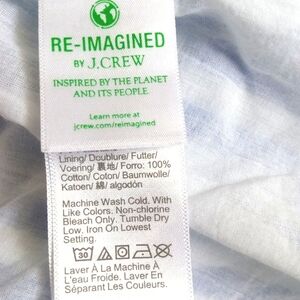 RE-IMAGINED
BY J.CREW
INSPIRED BY THE PLANET
AND ITS PEOPLE
Learn more at
jcrew.com/reimagined
Lining/ Doublure/ Futter/
Voering/ 裏地/ Forro: 100%
Cotton/ Coton/ Baumwolle/
Katoen/ 綿/ algodón
Machine Wash Cold. With
Like Colors. Non-chlorine
Bleach Only. Tumble Dry
Low. Iron On Lowest
Setting.
30
Laver À La Machine À
L'eau Froide. Laver En
Séparant Les Couleurs.